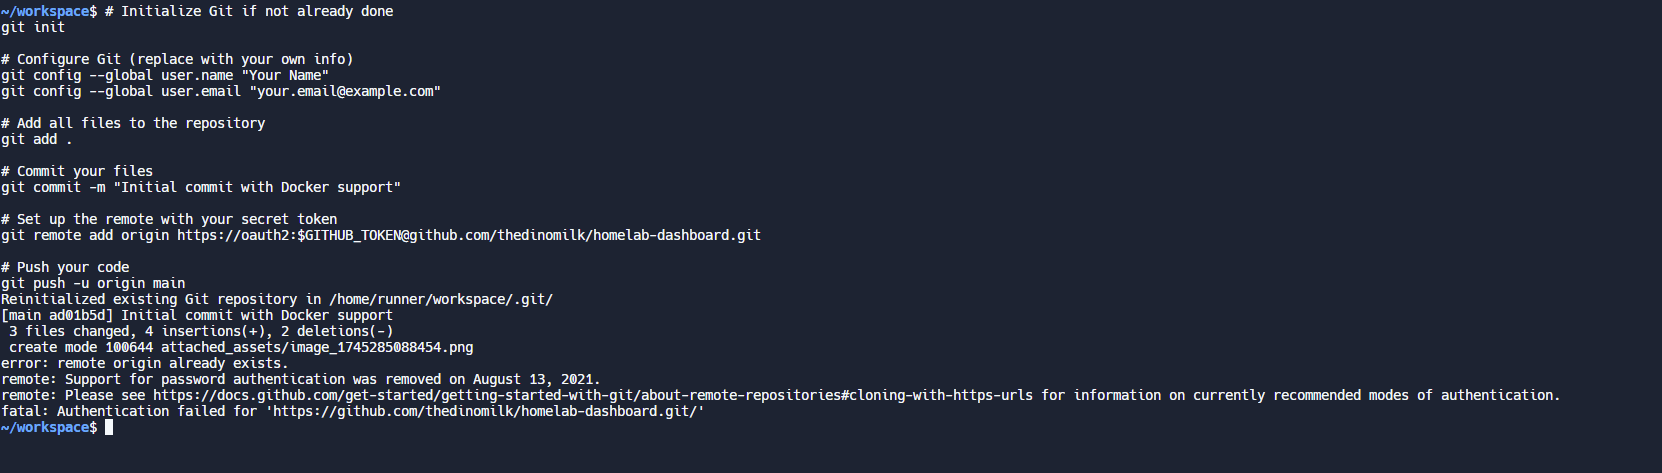 ~/workspace$ # Initialize Git if not already done
git init
# Configure Git (replace with your own info)
git config --global user.name "Your Name"
git config --global user.email "your.email@example.com"
# Add all files to the repository
git add .
# Commit your files
git commit -m "Initial commit with Docker support"
# Set up the remote with your secret token
git remote add origin https://oauth2:$GITHUB_TOKEN@github.com/thedinomilk/homelab-dashboard.git
# Push your code
git push -u origin main
Reinitialized existing Git repository in /home/runner/workspace/.git/
[main ad01b5d] Initial commit with Docker support
 3 files changed, 4 insertions(+), 2 deletions(-)
 create mode 100644 attached_assets/image_1745285088454.png
error: remote origin already exists.
remote: Support for password authentication was removed on August 13, 2021.
remote: Please see https://docs.github.com/get-started/getting-started-with-git/about-remote-repositories#cloning-with-https-urls for information on currently recommended modes of authentication.
fatal: Authentication failed for 'https://github.com/thedinomilk/homelab-dashboard.git/'
~/workspace$